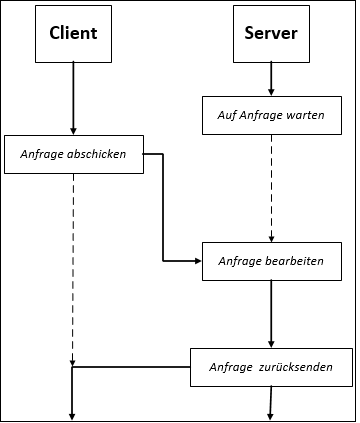 Client
Server
Auf Anfrage warten
Anfrage abschicken
Anfrage bearbeiten
Anfrage zurücksenden